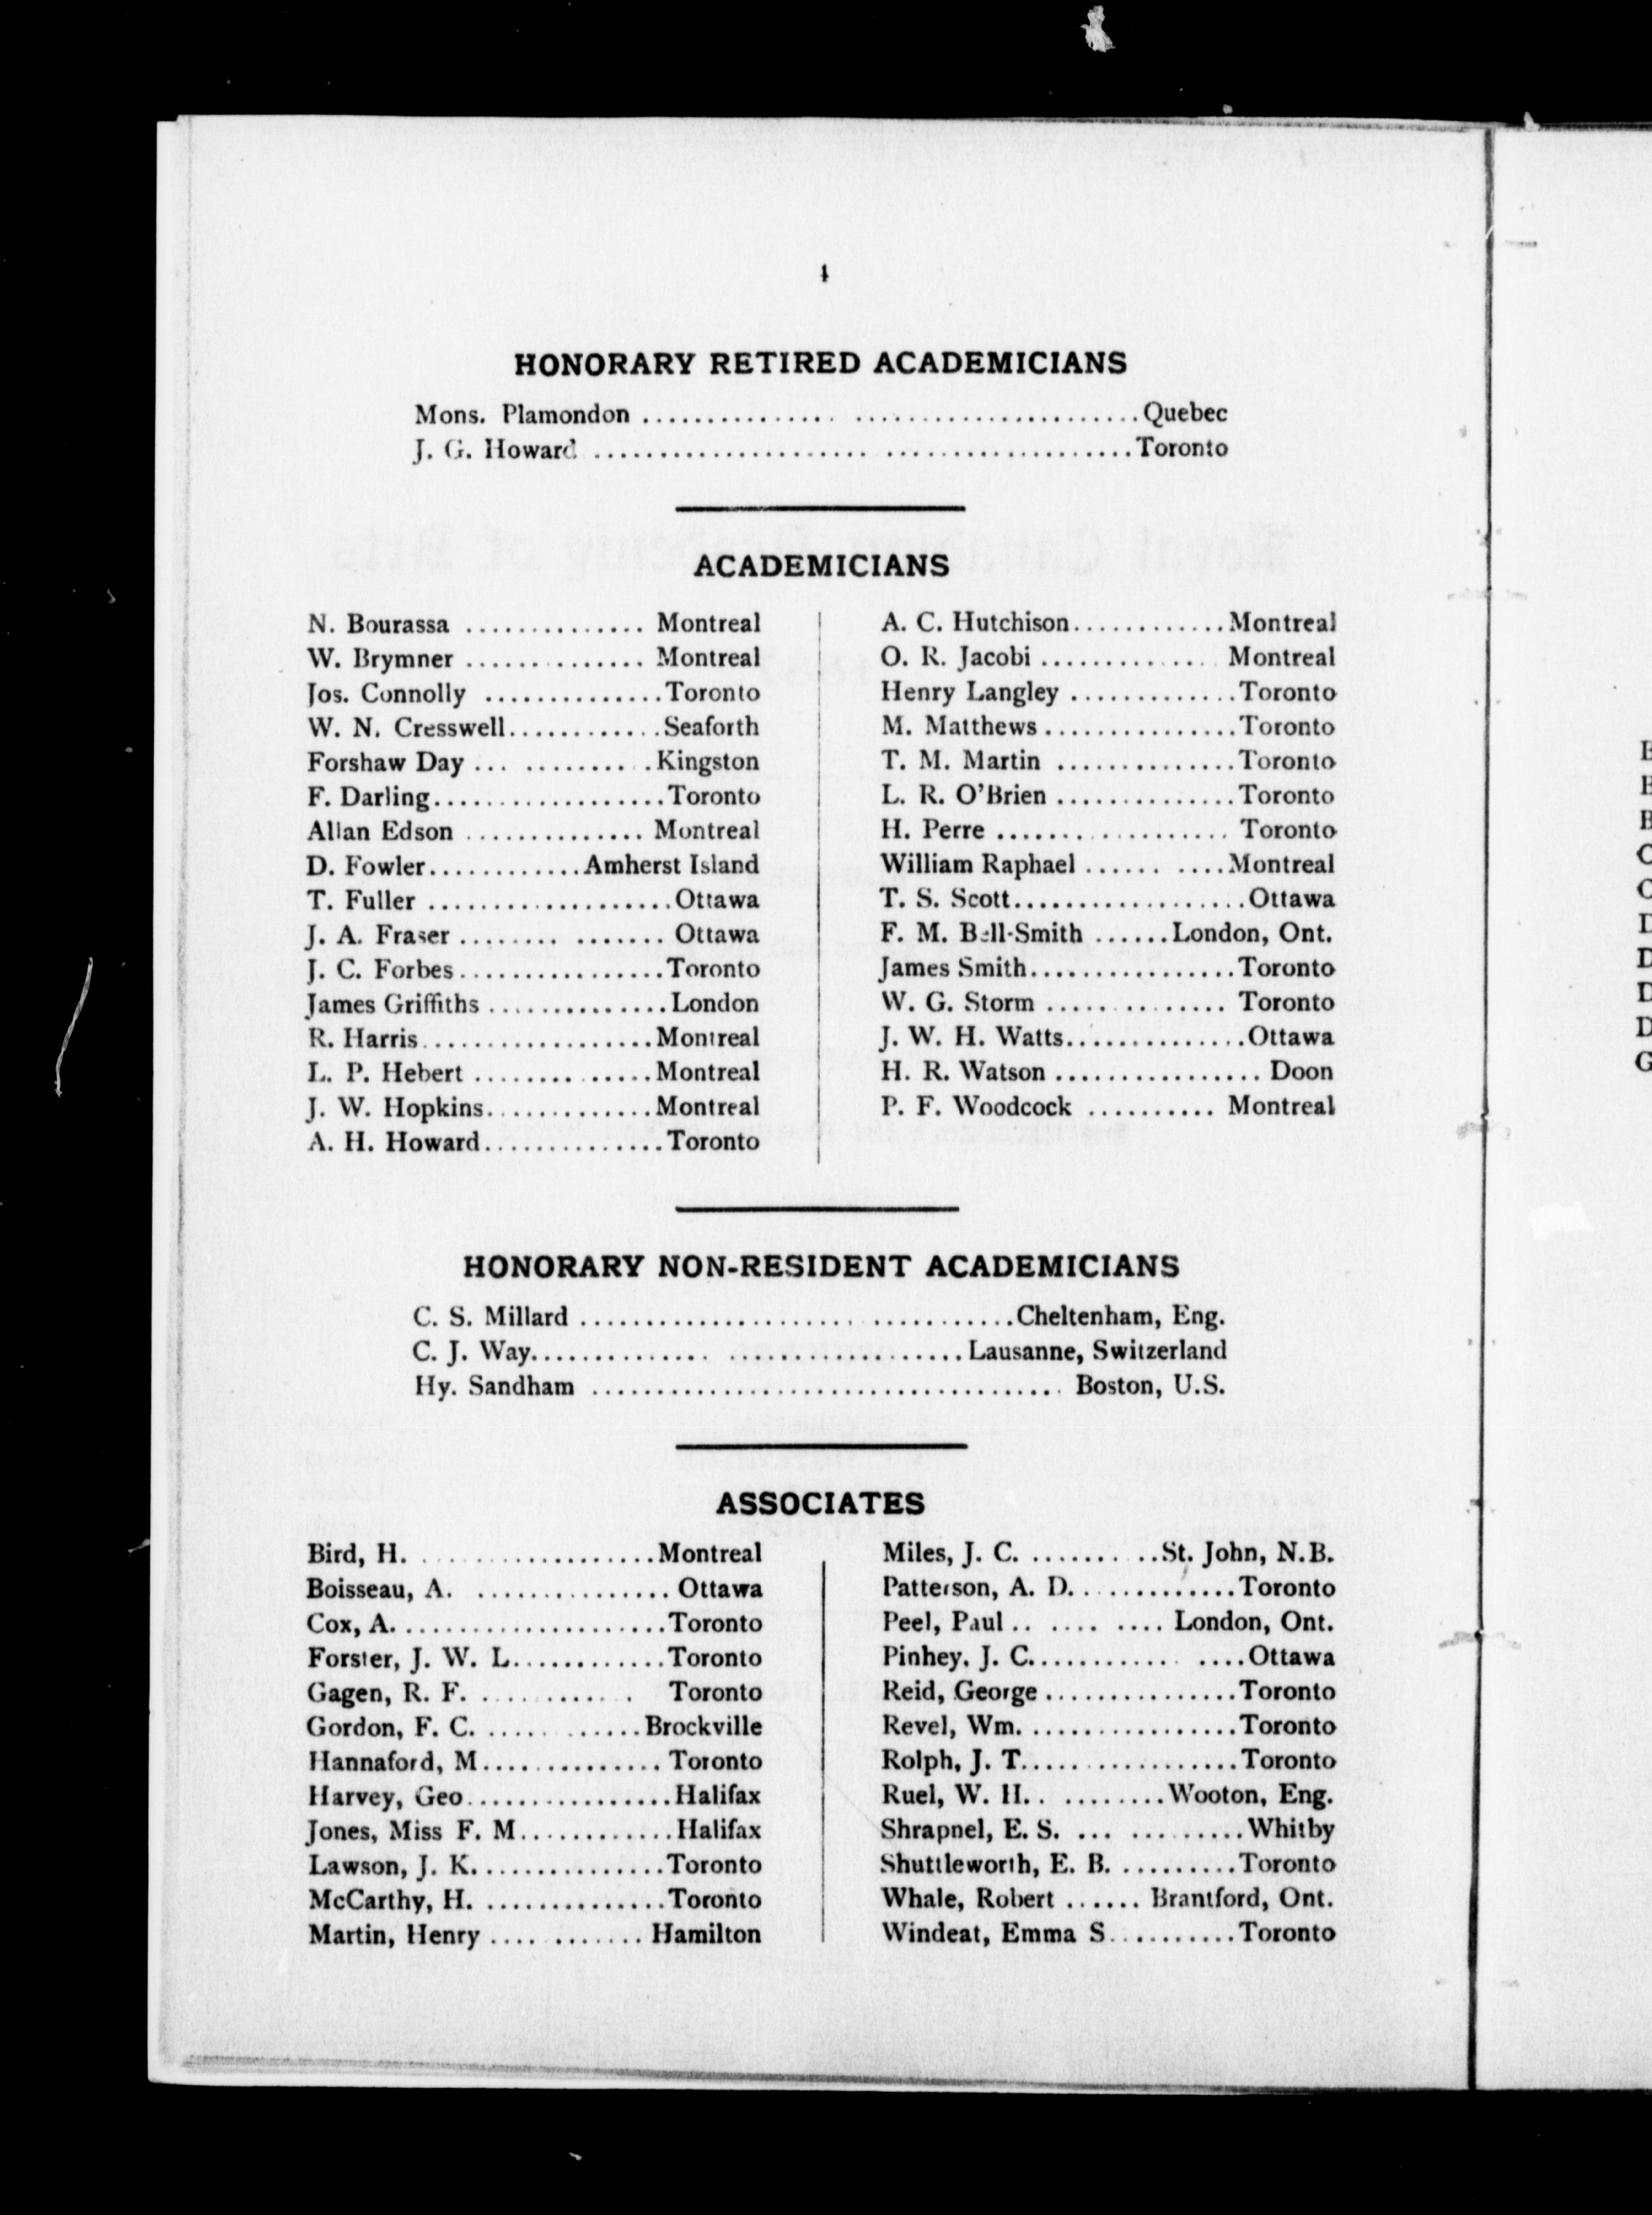 4
HONORARY RETIRED ACADEMICIANS
Mons. Plamondon .................................... Quebec
J. G. Howard .................................... Toronto
ACADEMICIANS
N. Bourassa .............. Montreal
W. Brymner .............. Montreal
Jos. Connolly .............. Toronto
W. N. Cresswell............ Seaforth
Forshaw Day ... .......... Kingston
F. Darling.................. Toronto
Allan Edson .............. Montreal
D. Fowler............ Amherst Island
T. Fuller ................... Ottawa
J. A. Fraser ........ ....... Ottawa
J. C. Forbes................ Toronto
James Griffiths .............. London
R. Harris.................. Montreal
L. P. Hebert .............. Montreal
J. W. Hopkins............. Montreal
A. H. Howard.............. Toronto
A. C. Hutchison............ Montreal
O. R. Jacobi ............. Montreal
Henry Langley ............. Toronto
M. Matthews............... Toronto
T. M. Martin .............. Toronto
L. R. O'Brien .............. Toronto
H. Perre .................. Toronto
William Raphael ...... .... Montreal
T. S. Scott.................. Ottawa
F. M. Bell-Smith ...... London, Ont.
James Smith................ Toronto
W. G. Storm .............. Toronto
J. W. H. Watts.............. Ottawa
H. R. Watson ................ Doon
P. F. Woodcock .......... Montreal
HONORARY NON-RESIDENT ACADEMICIANS
C. S. Millard ................................ Cheltenham, Eng.
C. J. Way................................ Lausanne, Switzerland
Hy. Sandham .................................... Boston, U.S.
ASSOCIATES
Bird, H. ................... Montreal
Boisseau, A. ............... Ottawa
Cox, A...................... Toronto
Forster, J. W. L............ Toronto
Gagen, R. F. ............ Toronto
Gordon, F. C. ............ Brockville
Hannaford, M.............. Toronto
Harvey, Geo................ Halifax
Jones, Miss F. M............ Halifax
Lawson, J. K............... Toronto
McCarthy, H. .............. Toronto
Martin, Henry .... ....... Hamilton
Miles, J. C. .......... St. John, N.B.
Patterson, A. D. ............ Toronto
Peel, Paul .. .... .... London, Ont.
Pinhey, J. C............ .... Ottawa
Reid, George ............... Toronto
Revel, Wm. ................ Toronto
Rolph, J. T................. Toronto
Ruel, W. H. . ........ Wooton, Eng.
Shrapnel, E. S. ... ......... Whitby
Shuttleworth, E. B. ......... Toronto
Whale, Robert ...... Brantford, Ont.
Windeat, Emma S.......... Toronto